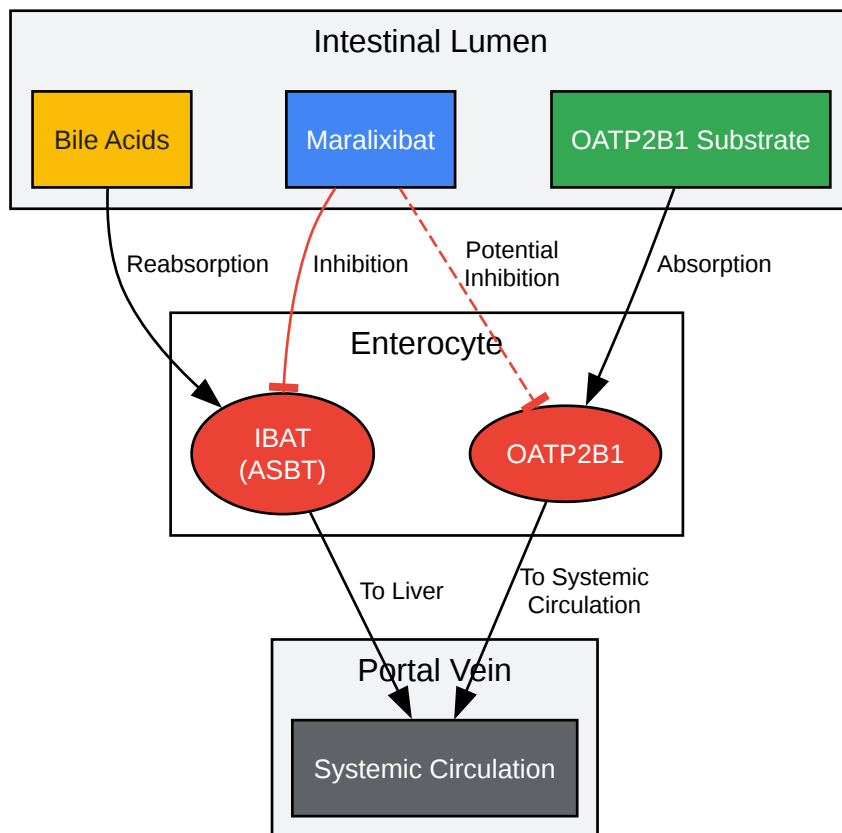 Intestinal Lumen
Bile Acids
Maralixibat
OATP2B1 Substrate
Reabsorption
Inhibition
Potential
Inhibition
Absorption
Enterocyte
IBAT
(ASBT)
OATP2B1
To Liver
To Systemic
Circulation
Portal Vein
Systemic Circulation